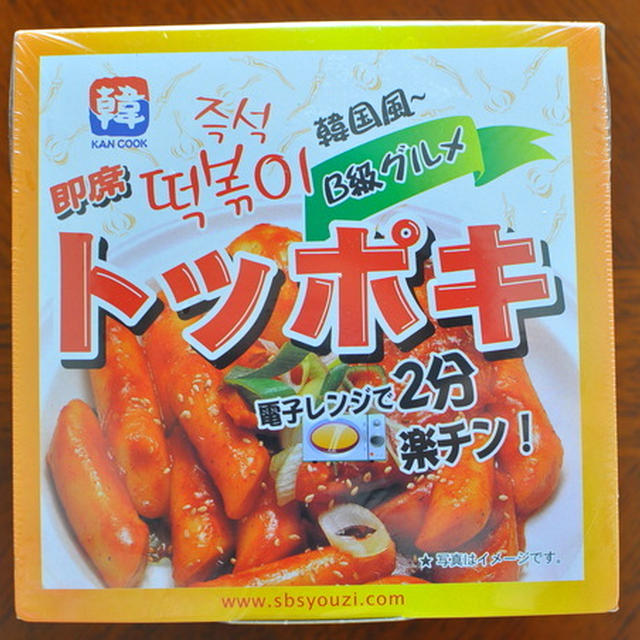 韓
KAN COOK
즉석
떡볶이
韓国風~
B級グルメ
即席
トッポキ
電子レンジで2分
楽チン!
★ 写真はイメージです。
www.sbsyouzi.com